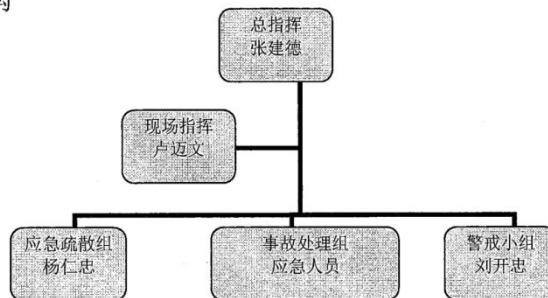 总指挥
张建德
现场指挥
卢迈文
应急疏散组
杨仁忠
事故处理组
应急人员
警戒小组
刘开忠